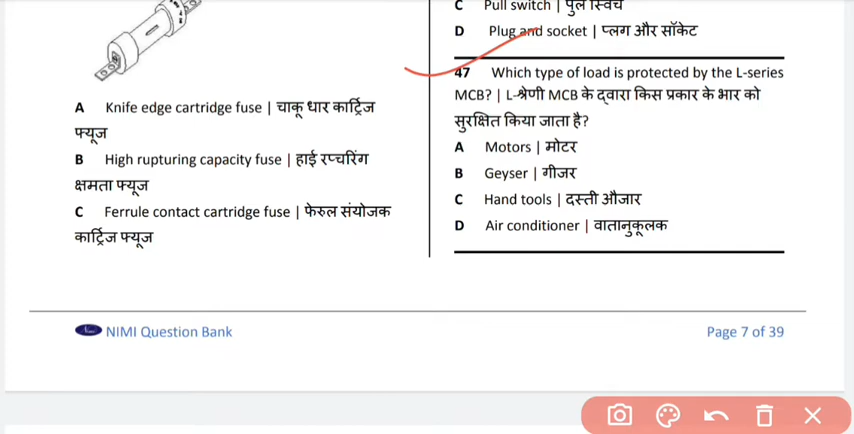 A Knife edge cartridge fuse | चाकू धार कार्ट्रिज
फ्यूज
B High rupturing capacity fuse | हाई रप्चरिंग
क्षमता फ्यूज
C Ferrule contact cartridge fuse | फेरुल संयोजक
कार्ट्रिज फ्यूज
C Pull switch | पुल स्विच
D Plug and socket | प्लग और सॉकेट
47 Which type of load is protected by the L-series
MCB? | L-श्रेणी MCB के द्वारा किस प्रकार के भार को
सुरक्षित किया जाता है?
A Motors | मोटर
B Geyser | गीजर
C Hand tools | दस्ती औजार
D Air conditioner | वातानुकूलक
NIMI Question Bank
Page 7 of 39